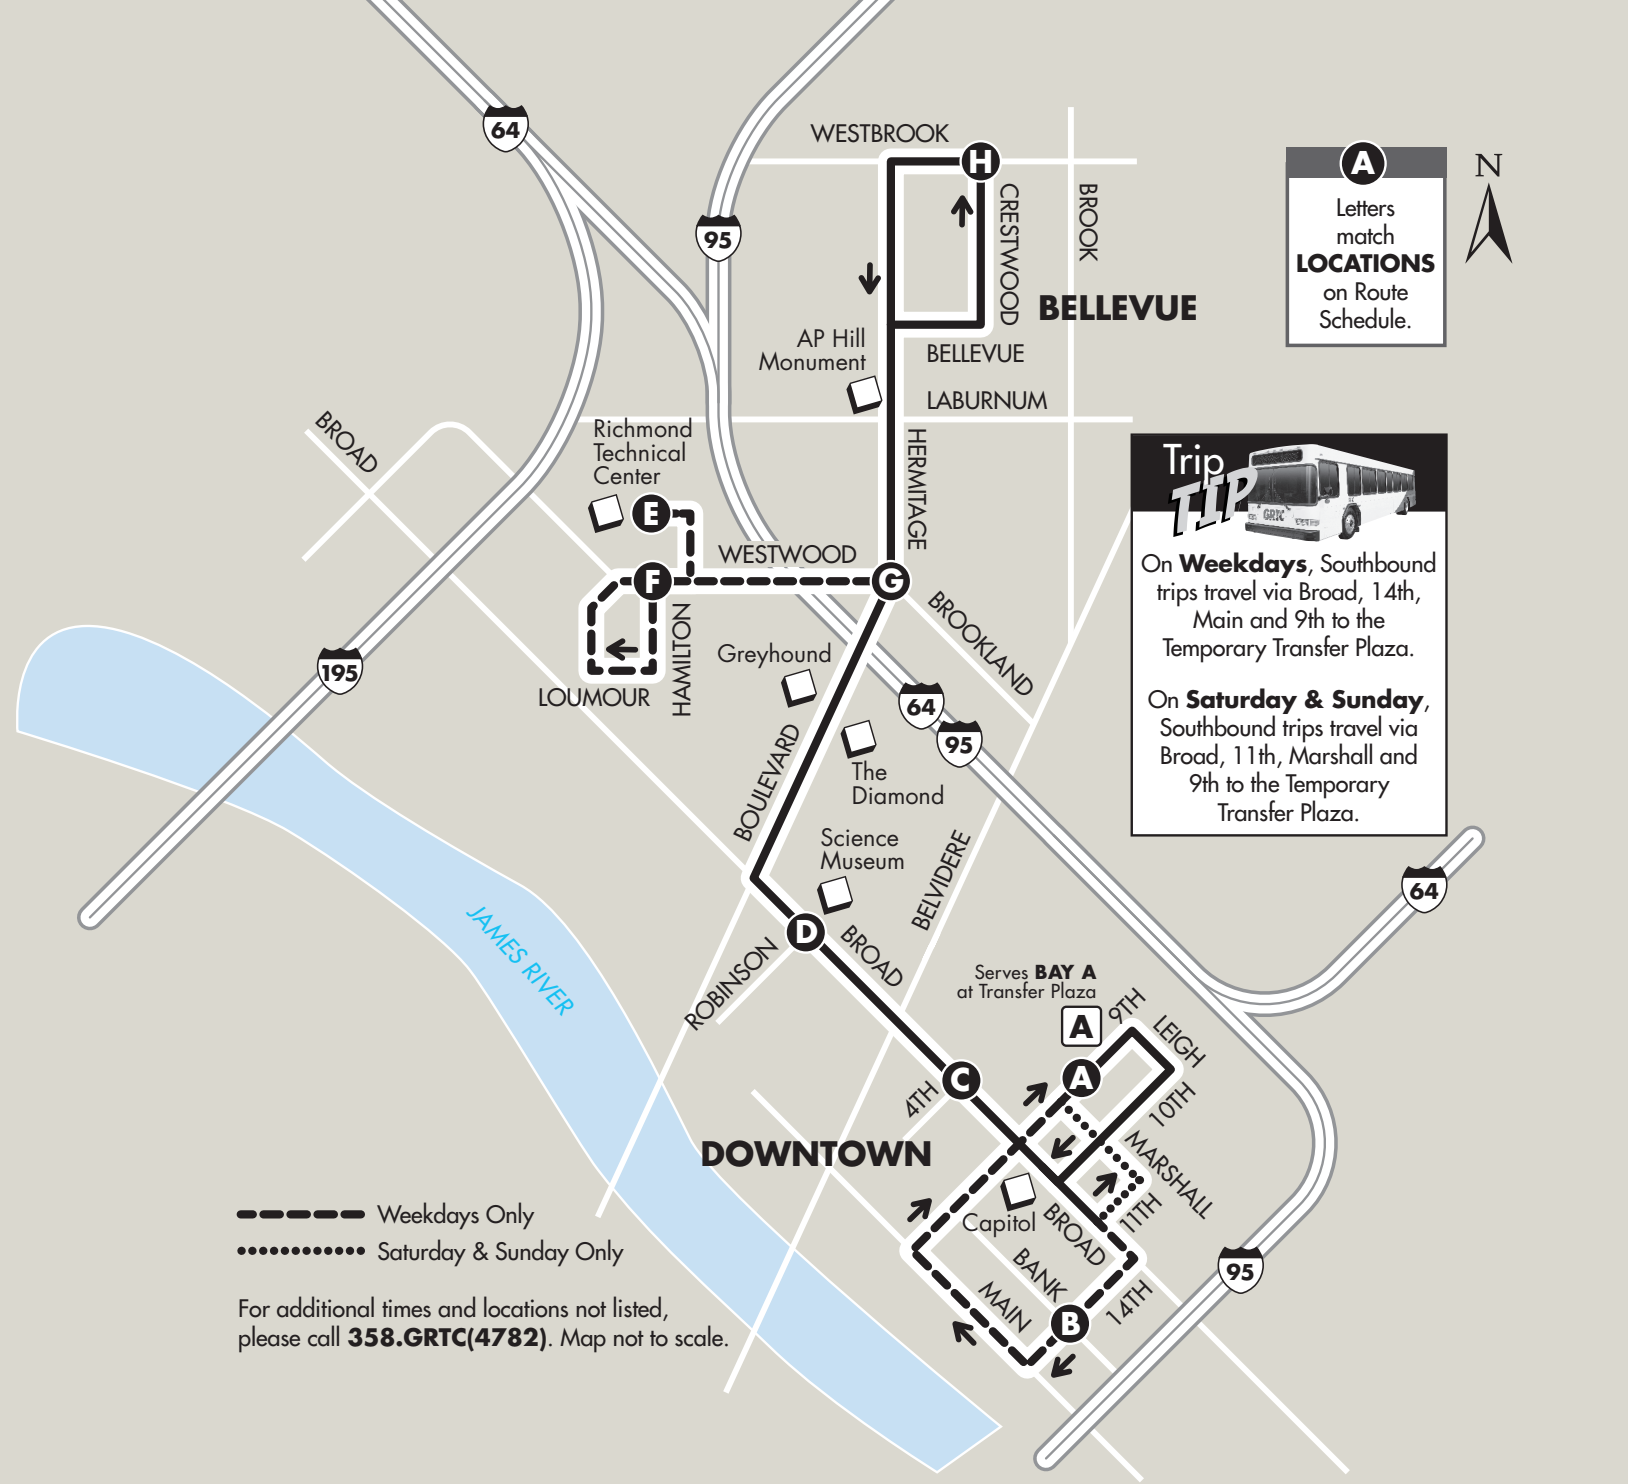 64
WESTBROOK
H
A
N
95
CRESTWOOD
BROOK
Letters
match
LOCATIONS
on Route
Schedule.
BELLEVUE
AP Hill
Monument
BELLEVUE
LABURNUM
BROAD
Richmond
Technical
Center
HERMITAGE
Trip
TIP
GRTC
E
WESTWOOD
F
G
On Weekdays, Southbound
trips travel via Broad, 14th,
Main and 9th to the
Temporary Transfer Plaza.
On Saturday & Sunday,
Southbound trips travel via
Broad, 11th, Marshall and
9th to the Temporary
Transfer Plaza.
BROOKLAND
HAMILTON
Greyhound
195
LOUMOUR
64
95
BOULEVARD
The
Diamond
Science
Museum
BELVIDERE
64
JAMES RIVER
D
BROAD
ROBINSON
Serves BAY A
at Transfer Plaza
A
9TH
LEIGH
C
A
4TH
10TH
DOWNTOWN
MARSHALL
Capitol
BROAD
11TH
BANK
MAIN
14TH
B
95
Weekdays Only
Saturday & Sunday Only
For additional times and locations not listed,
please call 358.GRTC(4782). Map not to scale.